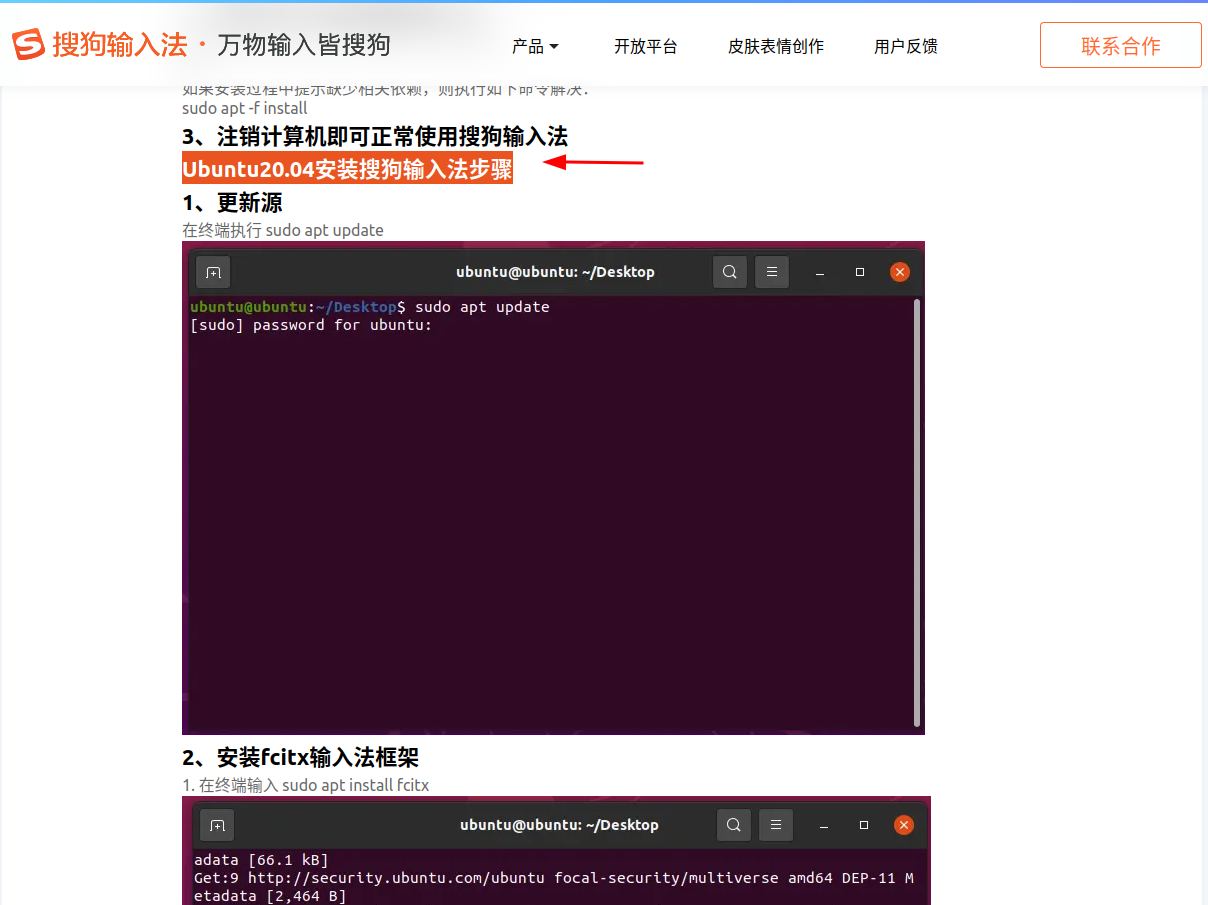 搜狗输入法 · 万物输入皆搜狗
产品
开放平台
皮肤表情创作
用户反馈
联系合作
如果安装过程中提示缺少相关依赖，则执行如下命令解决：
sudo apt -f install
3、注销计算机即可正常使用搜狗输入法
Ubuntu20.04安装搜狗输入法步骤
1、更新源
在终端执行 sudo apt update
ubuntu@ubuntu: ~/Desktop
ubuntu@ubuntu:~/Desktop$ sudo apt update
[sudo] password for ubuntu:
2、安装fcitx输入法框架
1. 在终端输入 sudo apt install fcitx
ubuntu@ubuntu: ~/Desktop
adata [66.1 kB]
Get:9 http://security.ubuntu.com/ubuntu focal-security/multiverse amd64 DEP-11 M
etadata [2,464 B]